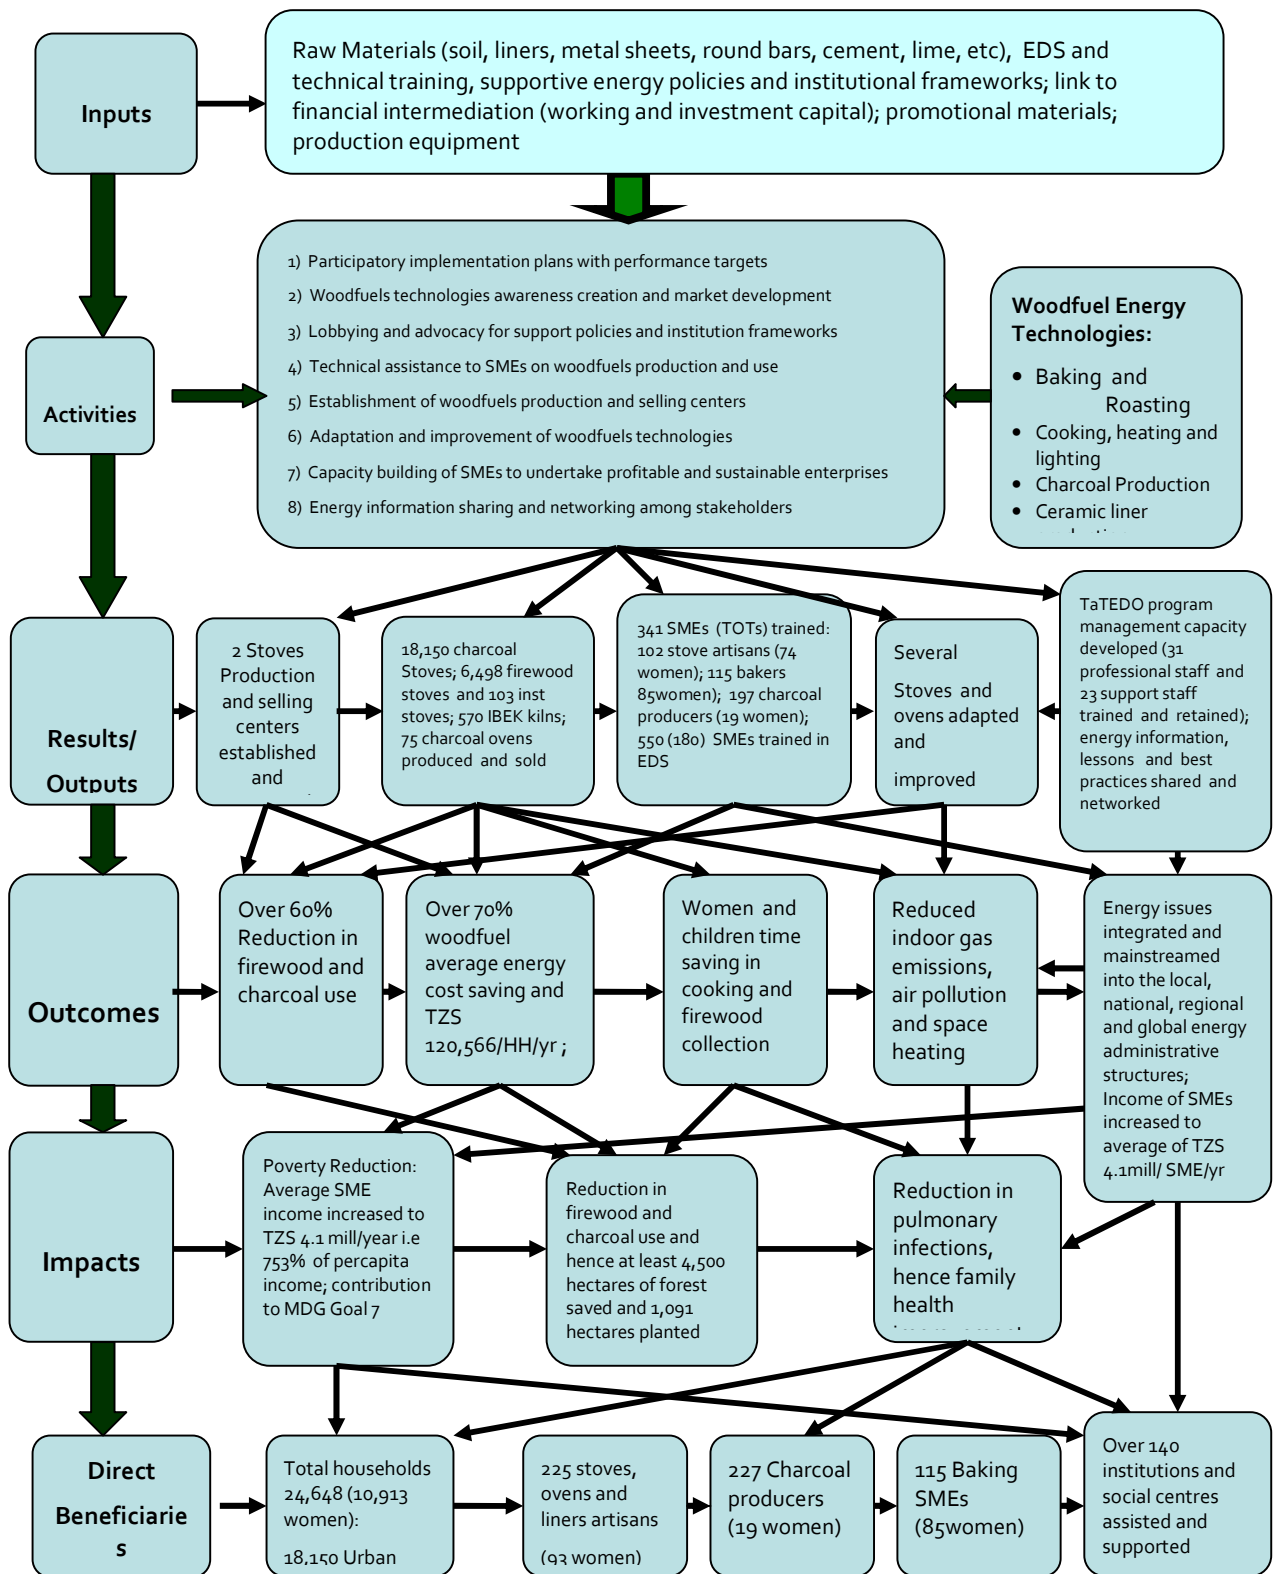 Inputs
Raw Materials (soil, liners, metal sheets, round bars, cement, lime, etc), EDS and
technical training, supportive energy policies and institutional frameworks; link to
financial intermediation (working and investment capital); promotional materials;
production equipment
Activities
1) Participatory implementation plans with performance targets
2) Woodfuels technologies awareness creation and market development
3) Lobbying and advocacy for support policies and institution frameworks
4) Technical assistance to SMEs on woodfuels production and use
5) Establishment of woodfuels production and selling centers
6) Adaptation and improvement of woodfuels technologies
7) Capacity building of SMEs to undertake profitable and sustainable enterprises
8) Energy information sharing and networking among stakeholders
Woodfuel Energy
Technologies:
• Baking and
Roasting
• Cooking, heating and
lighting
• Charcoal Production
• Ceramic liner
Results/
Outputs
2 Stoves
Production
and selling
centers
established
and
18,150 charcoal
Stoves; 6,498 firewood
stoves and 103 inst
stoves; 570 IBEK kilns;
75 charcoal ovens
produced and sold
341 SMEs (TOTs) trained:
102 stove artisans (74
women); 115 bakers
85women); 197 charcoal
producers (19 women);
550 (180) SMEs trained in
EDS
Several
Stoves and
ovens adapted
and
improved
TaTEDO program
management capacity
developed (31
professional staff and
23 support staff
trained and retained);
energy information,
lessons and best
practices shared and
networked
Outcomes
Over 60%
Reduction in
firewood and
charcoal use
Over 70%
woodfuel
average energy
cost saving and
TZS
120,566/HH/yr ;
Women and
children time
saving in
cooking and
firewood
collection
Reduced
indoor gas
emissions,
air pollution
and space
heating
Energy issues
integrated and
mainstreamed
into the local,
national, regional
and global energy
administrative
structures;
Income of SMEs
increased to
average of TZS
4.1mill/ SME/yr
Impacts
Poverty Reduction:
Average SME
income increased to
TZS 4.1 mill/year i.e
753% of percapita
income; contribution
to MDG Goal 7
Reduction in
firewood and
charcoal use and
hence at least 4,500
hectares of forest
saved and 1,091
hectares planted
Reduction in
pulmonary
infections,
hence family
health
Direct
Beneficiarie
s
Total households
24,648 (10,913
women):
18,150 Urban
225 stoves,
ovens and
liners artisans
(93 women)
227 Charcoal
producers
(19 women)
115 Baking
SMEs
(85women)
Over 140
institutions and
social centres
assisted and
supported